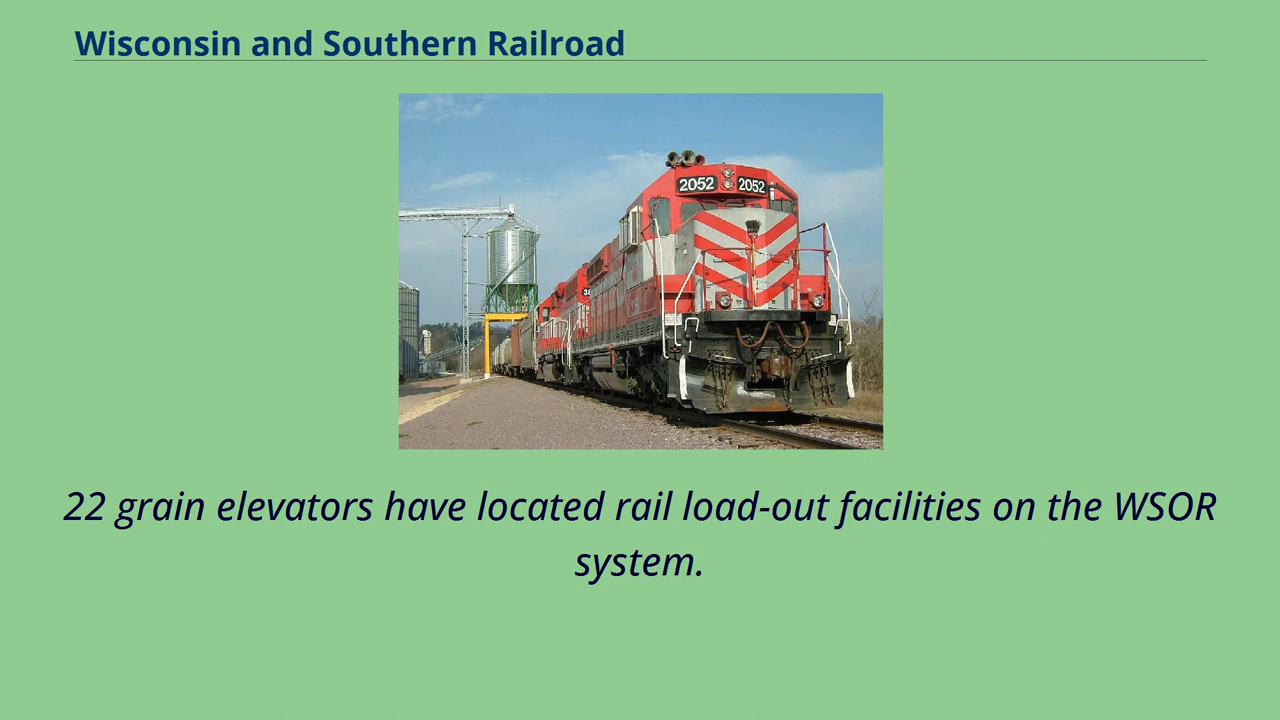 Wisconsin and Southern Railroad
2052 2052
22 grain elevators have located rail load-out facilities on the WSOR
system.